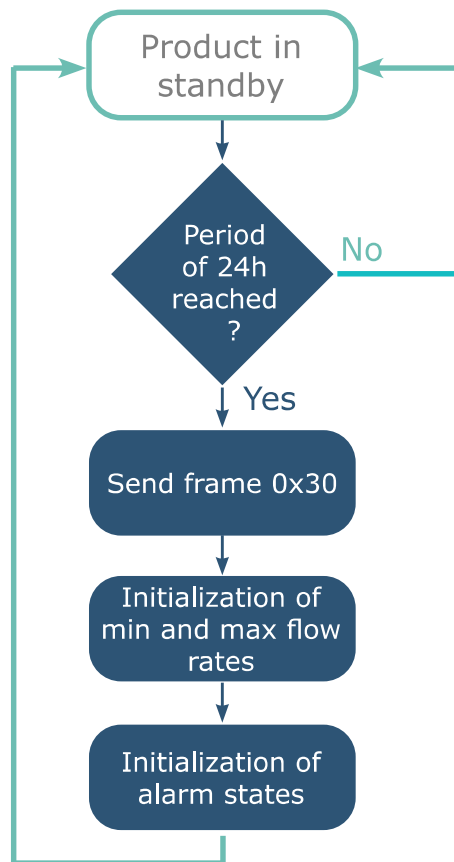 Product in
standby
Period
of 24h
reached
?
No
Yes
Send frame 0x30
Initialization of
min and max flow
rates
Initialization of
alarm states